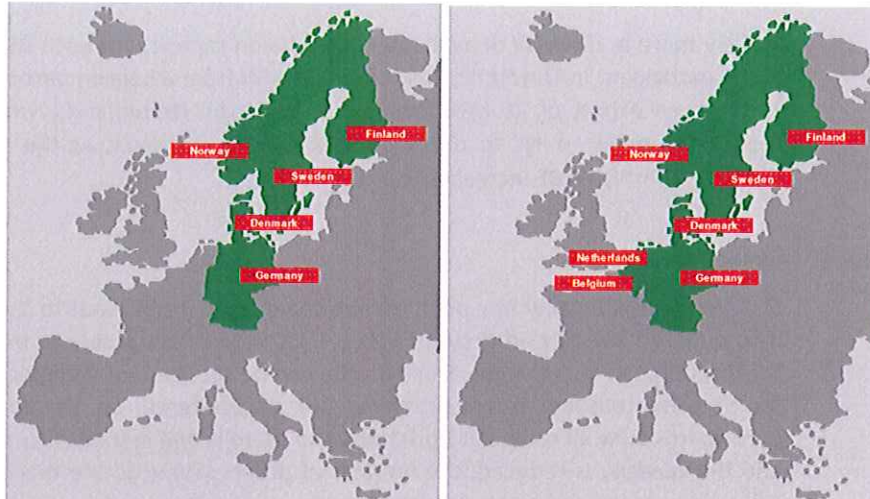 Finland
Norway
Sweden
Denmark
Germany
Finland
Norway
Sweden
Denmark
Netherlands
Germany
Belgium